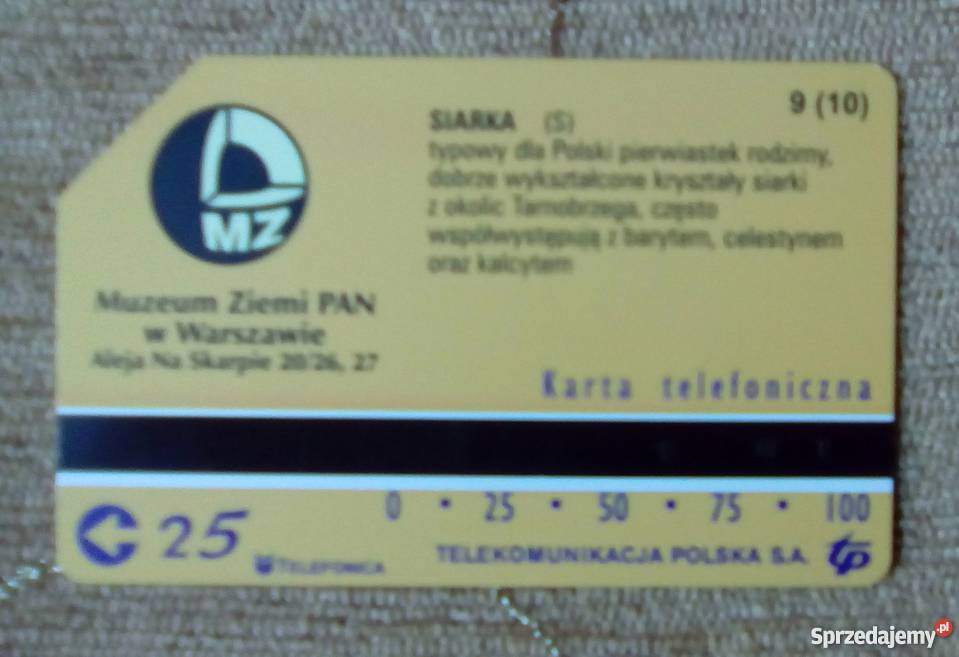 9 (10)
MZ
Muzeum Ziemi PAN
w Warszawie
Aleja Na Skarpie 20/26, 27
SIARKA (S)
typowy dla Polski pierwiastek rodzimy,
dobrze wykształcone kryształy siarki
z okolic Tarnobrzega, często
współwystępują z barytem, celestynem
oraz kalcytem
Karta telefoniczna
0 • 25 • 50 • 75 • 100
25
TELEFONICA
TELEKOMUNIKACJA POLSKA S.A.
tp
Sprzedajemy.pl